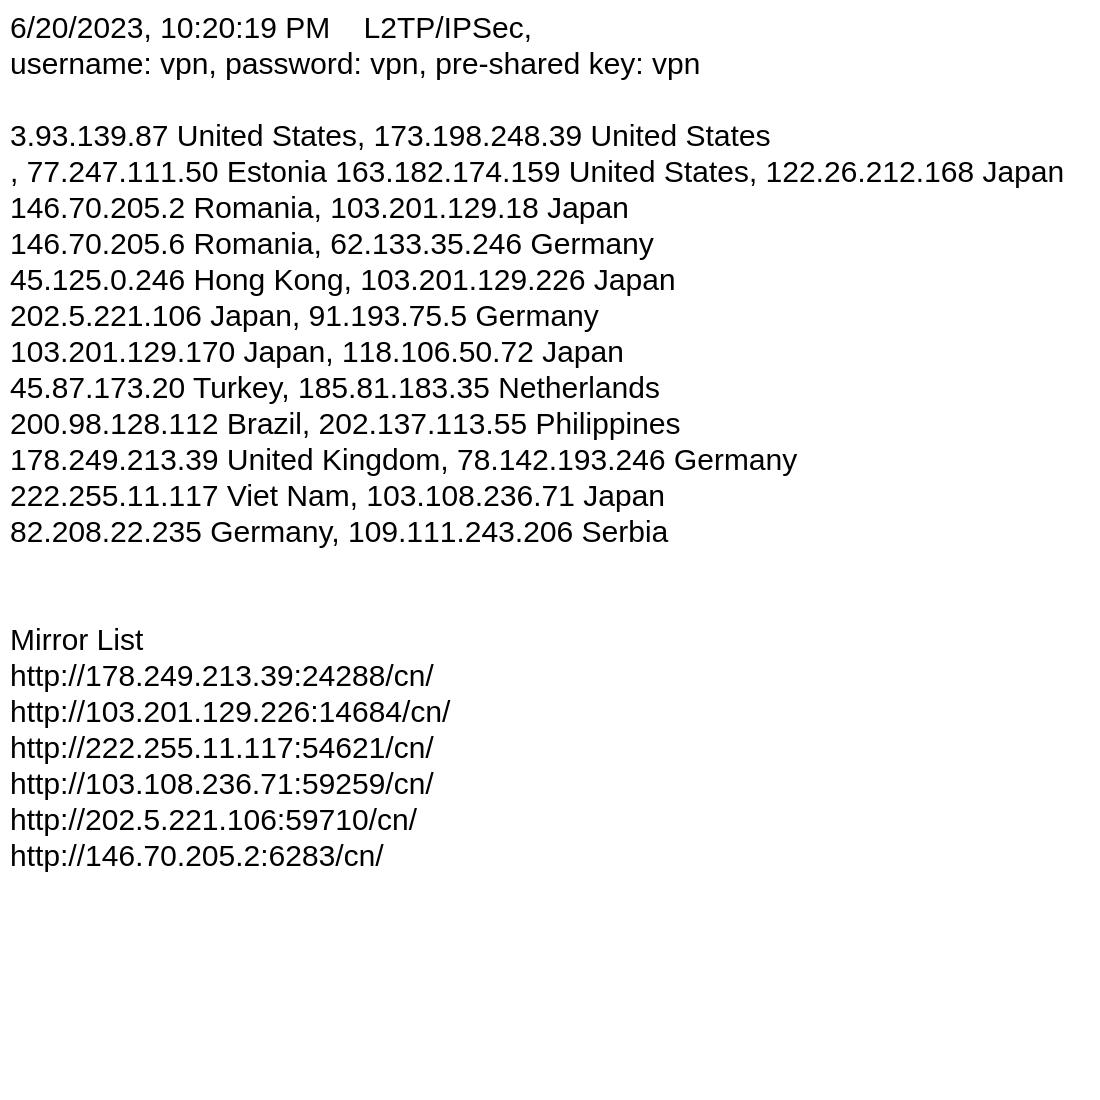 6/20/2023, 10:20:19 PM    L2TP/IPSec,
username: vpn, password: vpn, pre-shared key: vpn
3.93.139.87 United States, 173.198.248.39 United States
, 77.247.111.50 Estonia 163.182.174.159 United States, 122.26.212.168 Japan
146.70.205.2 Romania, 103.201.129.18 Japan
146.70.205.6 Romania, 62.133.35.246 Germany
45.125.0.246 Hong Kong, 103.201.129.226 Japan
202.5.221.106 Japan, 91.193.75.5 Germany
103.201.129.170 Japan, 118.106.50.72 Japan
45.87.173.20 Turkey, 185.81.183.35 Netherlands
200.98.128.112 Brazil, 202.137.113.55 Philippines
178.249.213.39 United Kingdom, 78.142.193.246 Germany
222.255.11.117 Viet Nam, 103.108.236.71 Japan
82.208.22.235 Germany, 109.111.243.206 Serbia
Mirror List
http://178.249.213.39:24288/cn/
http://103.201.129.226:14684/cn/
http://222.255.11.117:54621/cn/
http://103.108.236.71:59259/cn/
http://202.5.221.106:59710/cn/
http://146.70.205.2:6283/cn/